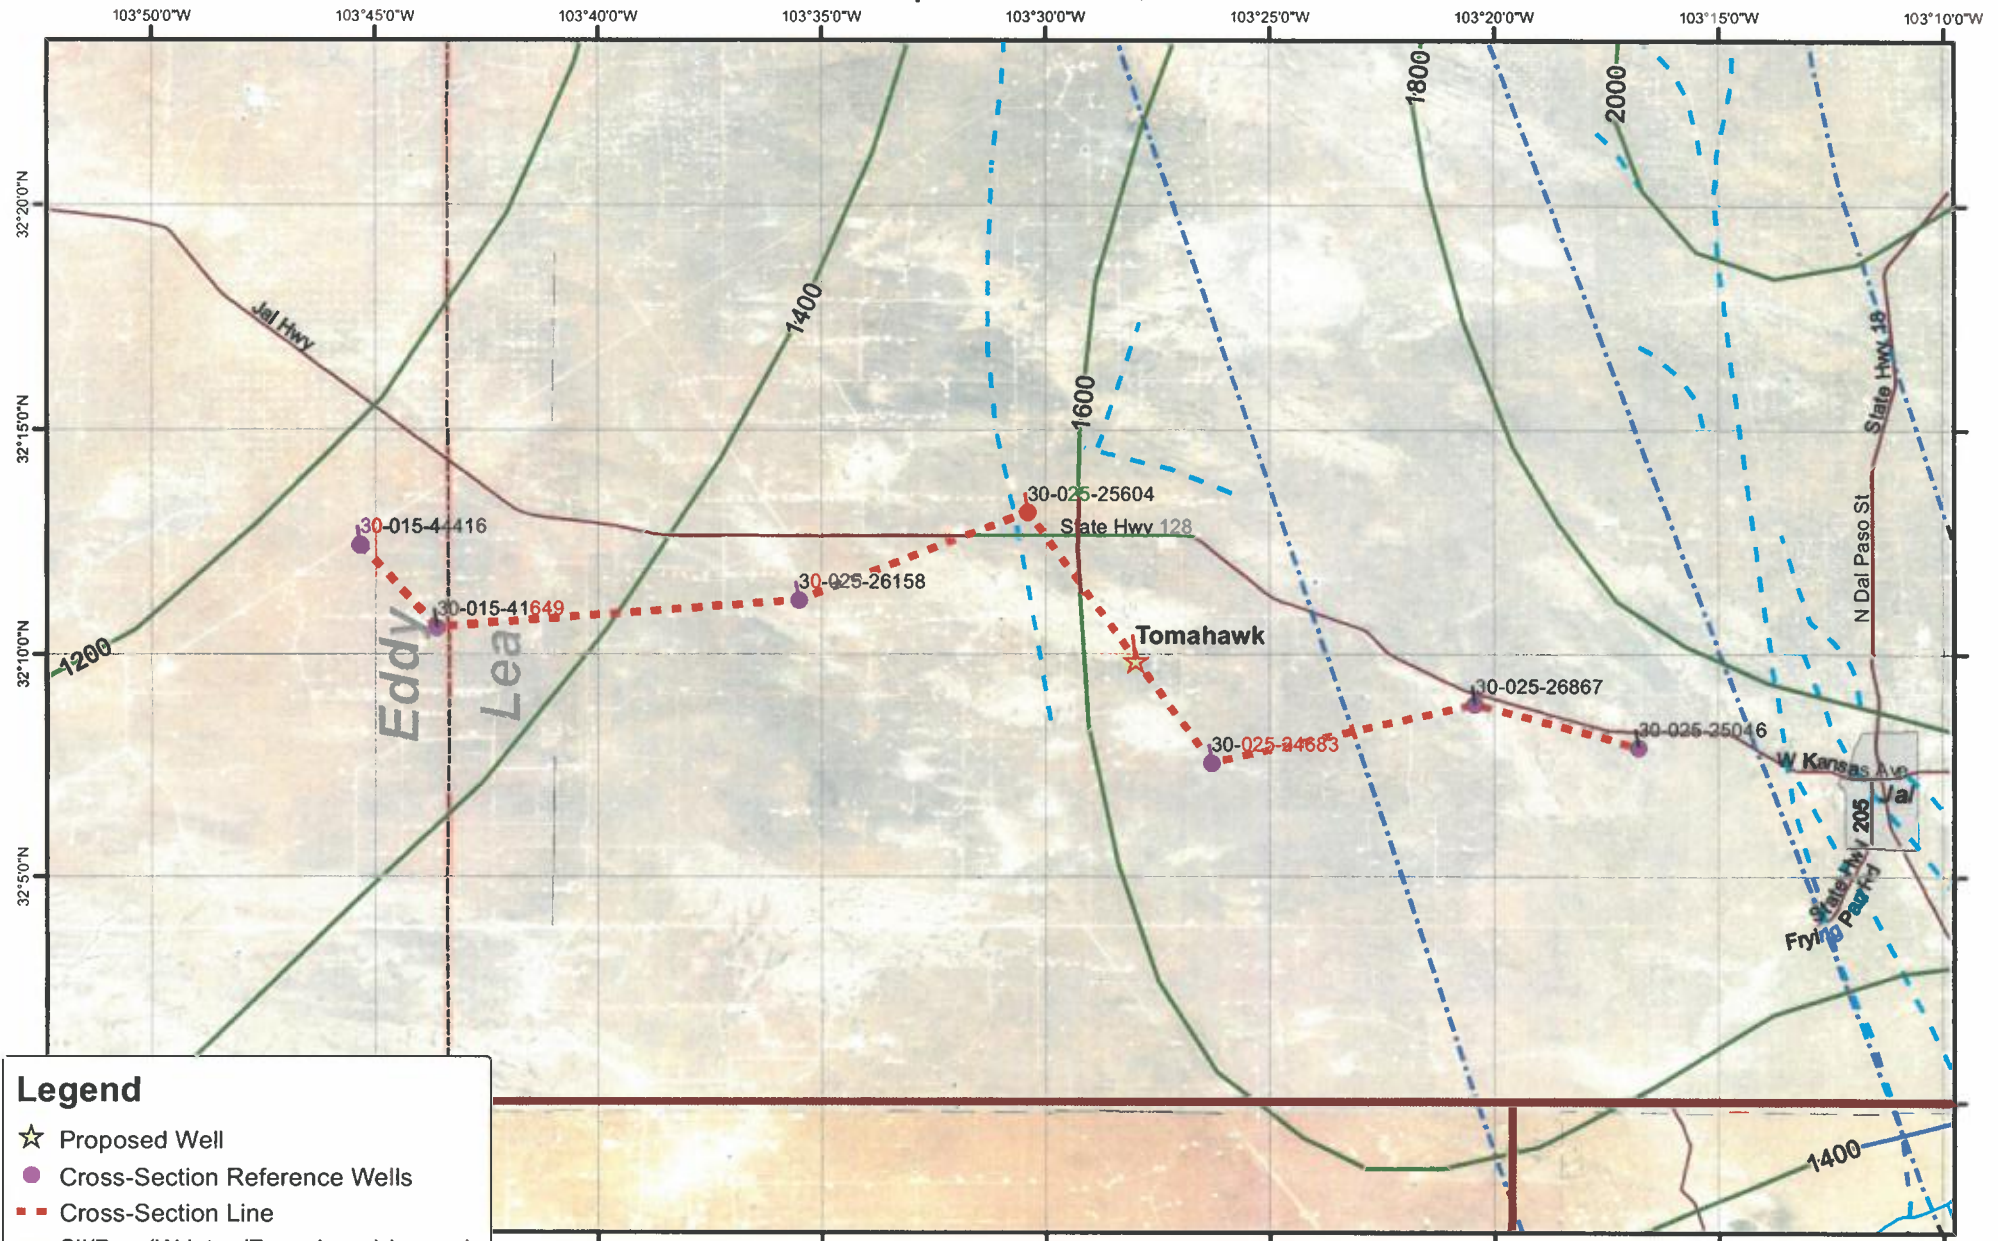 103°50'0"W
103°45'0"W
103°40'0"W
103°35'0"W
103°30'0"W
103°25'0"W
103°20'0"W
103°15'0"W
103°10'0"W
1800
2000
32°20'0"N
Jal Hwy
1400
State Hwy 18
1600
32°15'0"N
30-025-25604
State Hwy 128
30-015-44416
N Dal Paso St
30-025-26158
30-015-41649
Tomahawk
32°10'0"N
1200
Eddy
Lea
30-025-26867
30-025-25046
30-025-24683
W Kansas Ave
Jal
State Hwy 205
32°5'0"N
Frying Pan Rd
1400
Legend
Proposed Well
Cross-Section Reference Wells
Cross-Section Line